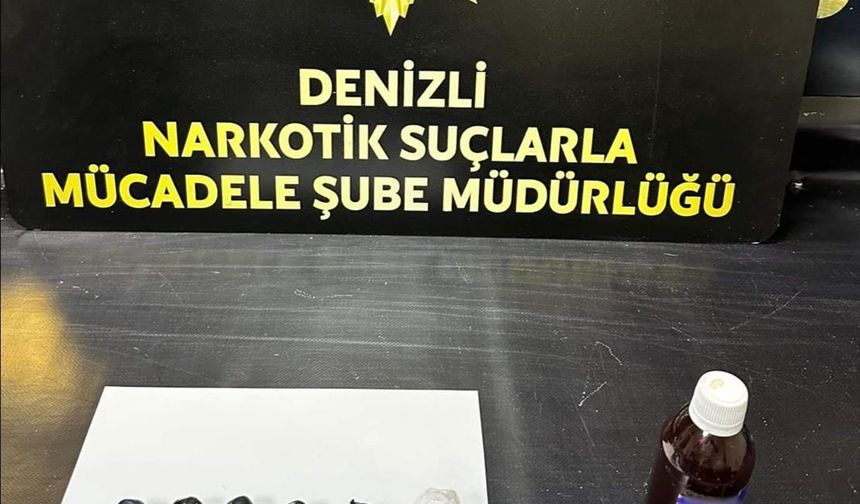 DENİZLİ
NARKOTİK SUÇLARLA
MÜCADELE ŞUBE MÜDÜRLÜĞÜ